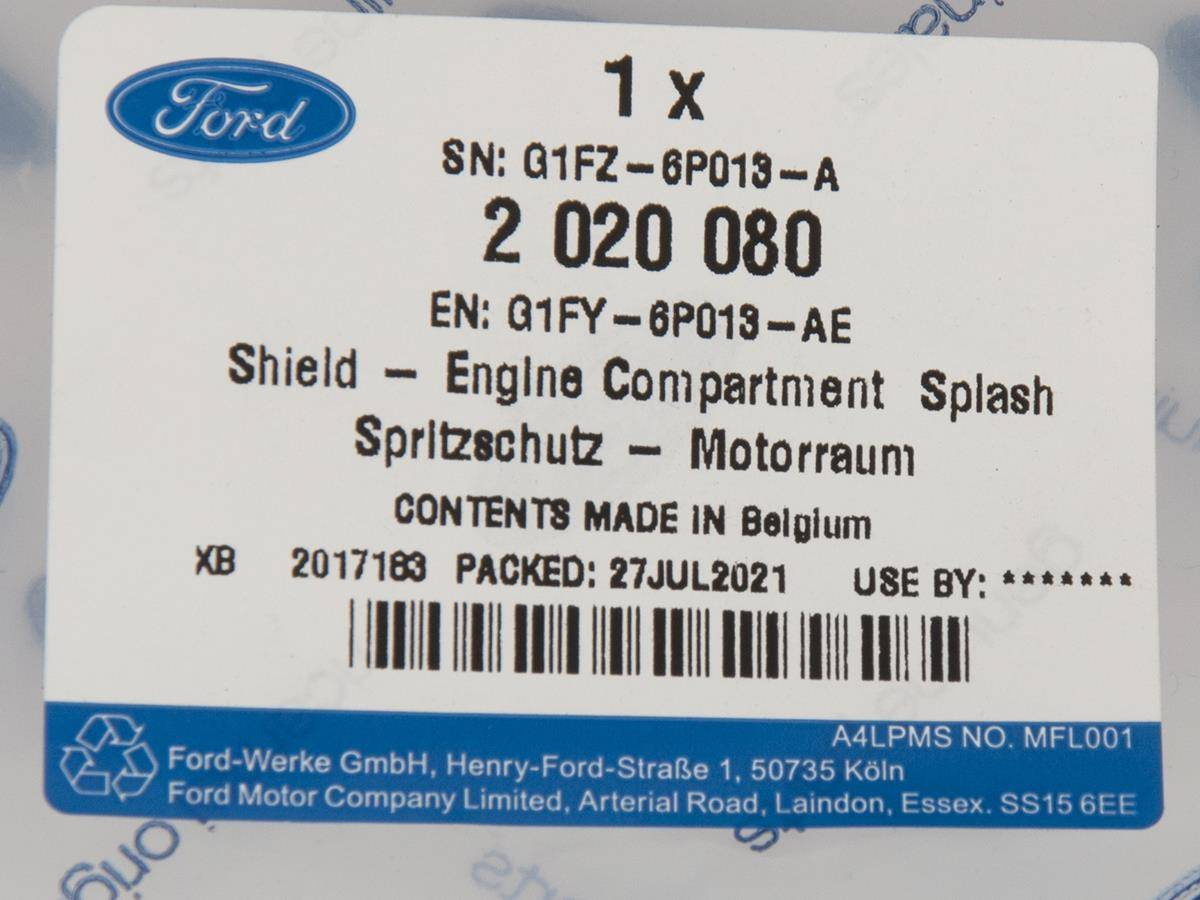 Ford
1 x
SN: G1FZ-6P013-A
2 020 080
EN: G1FY-6P013-AE
Shield - Engine Compartment Splash
Spritzschutz - Motorraum
CONTENTS MADE IN Belgium
XB 2017183 PACKED: 27JUL2021 USE BY: *******
A4LPMS NO. MFL001
Ford-Werke GmbH, Henry-Ford-Straße 1, 50735 Köln
Ford Motor Company Limited, Arterial Road, Laindon, Essex. SS15 6EE